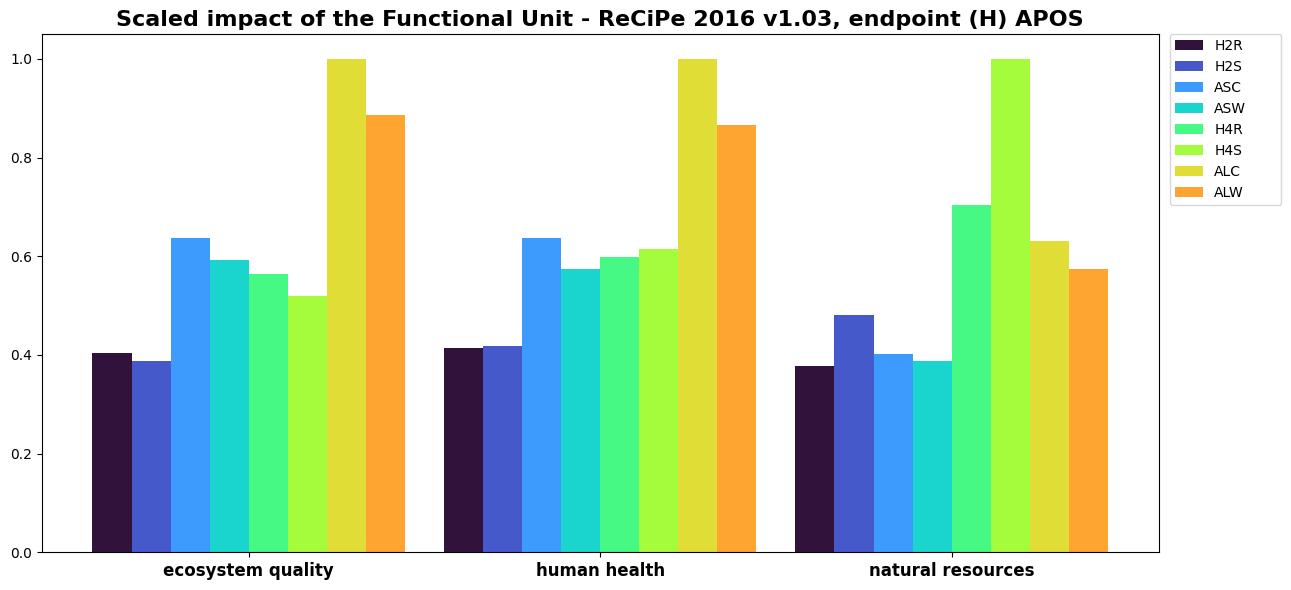 Scaled impact of the Functional Unit - ReCiPe 2016 v1.03, endpoint (H) APOS
1.0
0.8
0.6
0.4
0.2
0.0
ecosystem quality
human health
natural resources
H2R
H2S
ASC
ASW
H4R
H4S
ALC
ALW